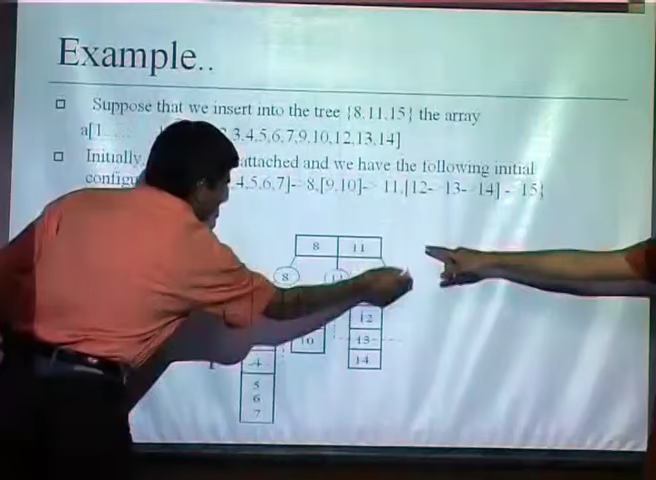 Example..
Suppose that we insert into the tree {8,11,15} the array
a[1.... 3,4,5,6,7,9,10,12,13,14]
Initially, attached and we have the following initial
4,5,6,7]->8,[9,10]->11,[12->13->14]->15}
8 11
8
12
10 13
14
4
5
6
7